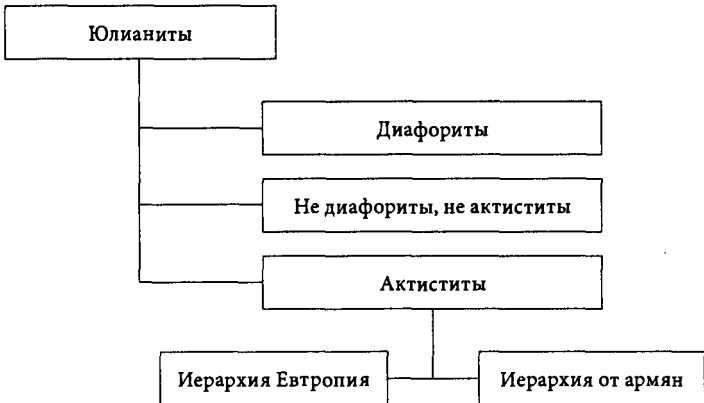 Юлианиты
Диафориты
Не диафориты, не актиститы
Актиститы
Иерархия Евтропия
Иерархия от армян